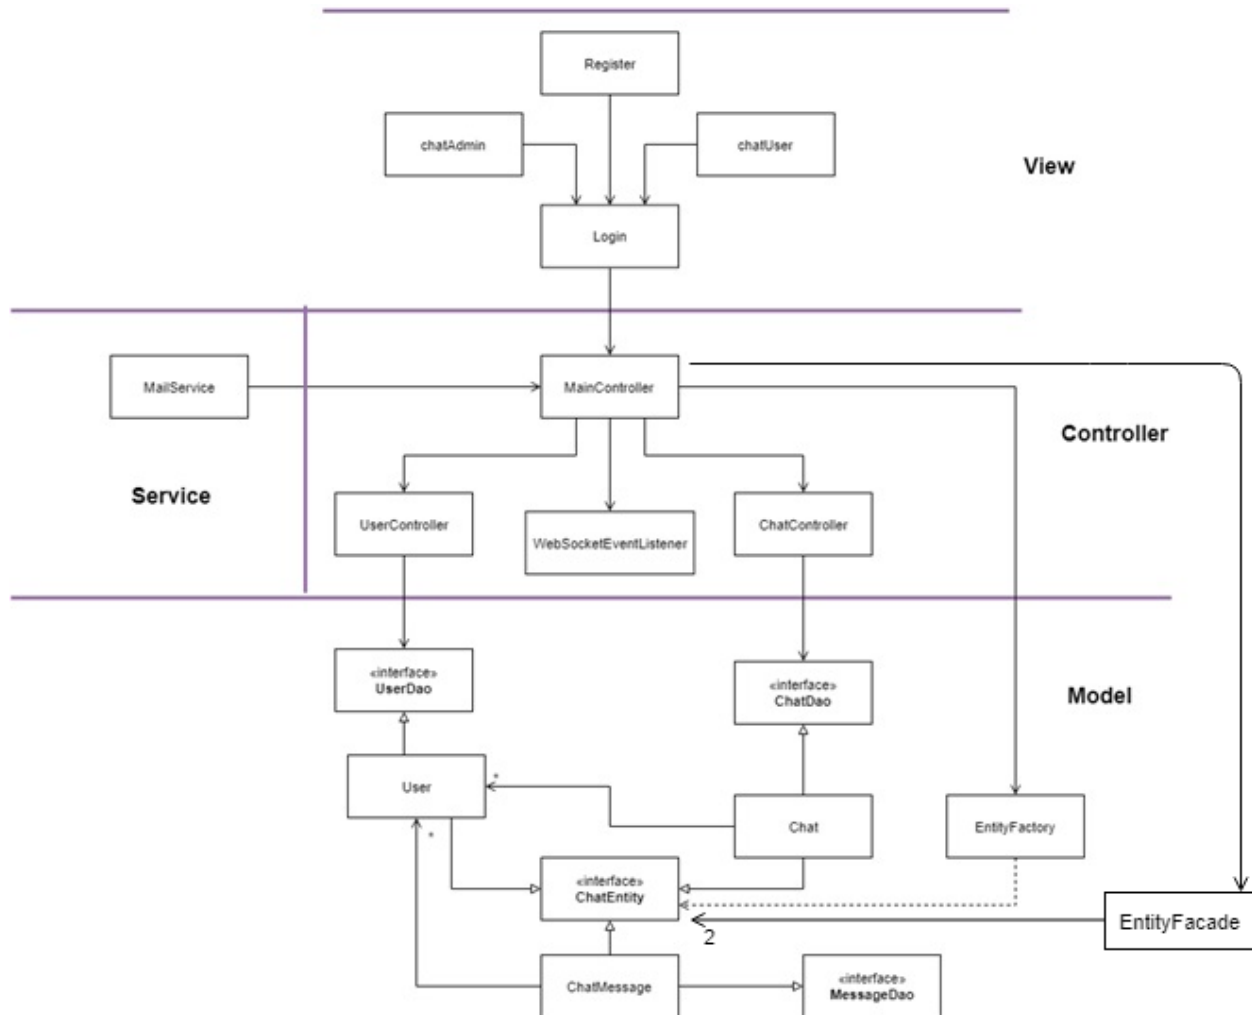 Register
chatAdmin
chatUser
View
Login
MailService
MainController
Controller
Service
UserController
WebSocketEventListener
ChatController
«interface»
UserDao
«interface»
ChatDao
Model
User
*
Chat
EntityFactory
*
«interface»
ChatEntity
EntityFacade
2
ChatMessage
«interface»
MessageDao